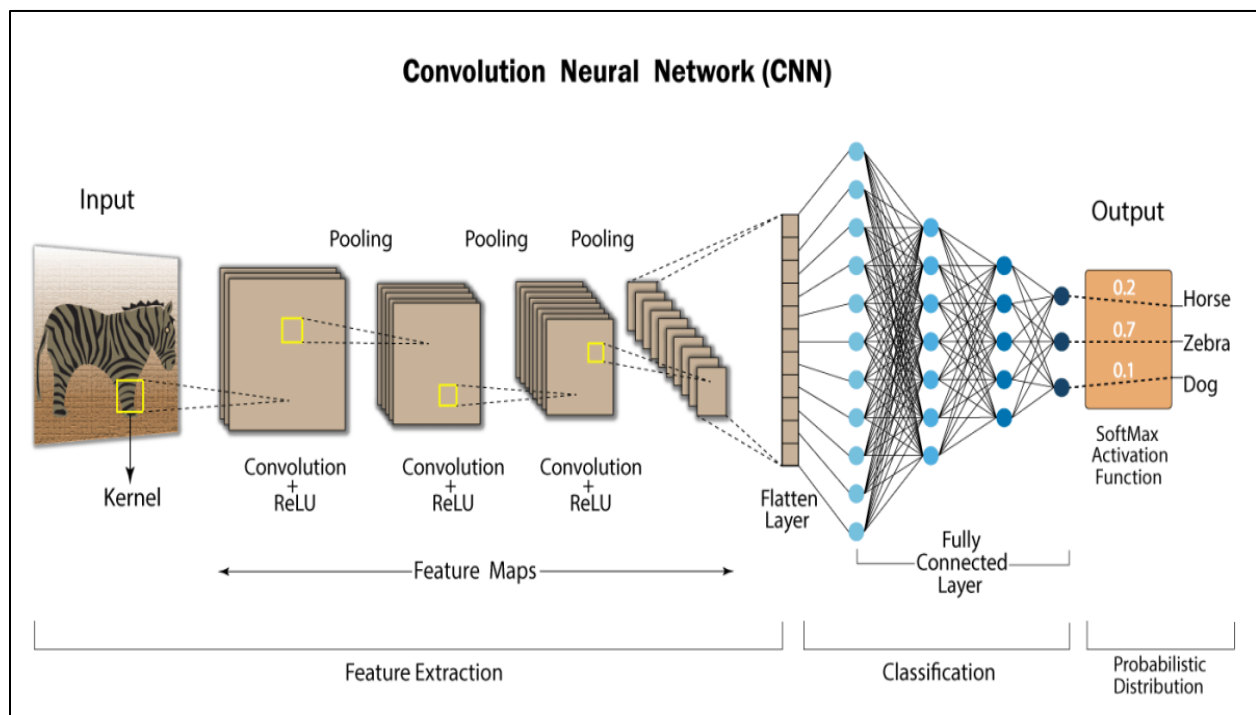 Convolution Neural Network (CNN)
Input
Kernel
Pooling
Pooling
Pooling
Convolution
+
ReLU
Convolution
+
ReLU
Convolution
+
ReLU
Feature Maps
Flatten
Layer
Fully
Connected
Layer
Output
0.2
Horse
0.7
Zebra
0.1
Dog
SoftMax
Activation
Function
Feature Extraction
Classification
Probabilistic
Distribution